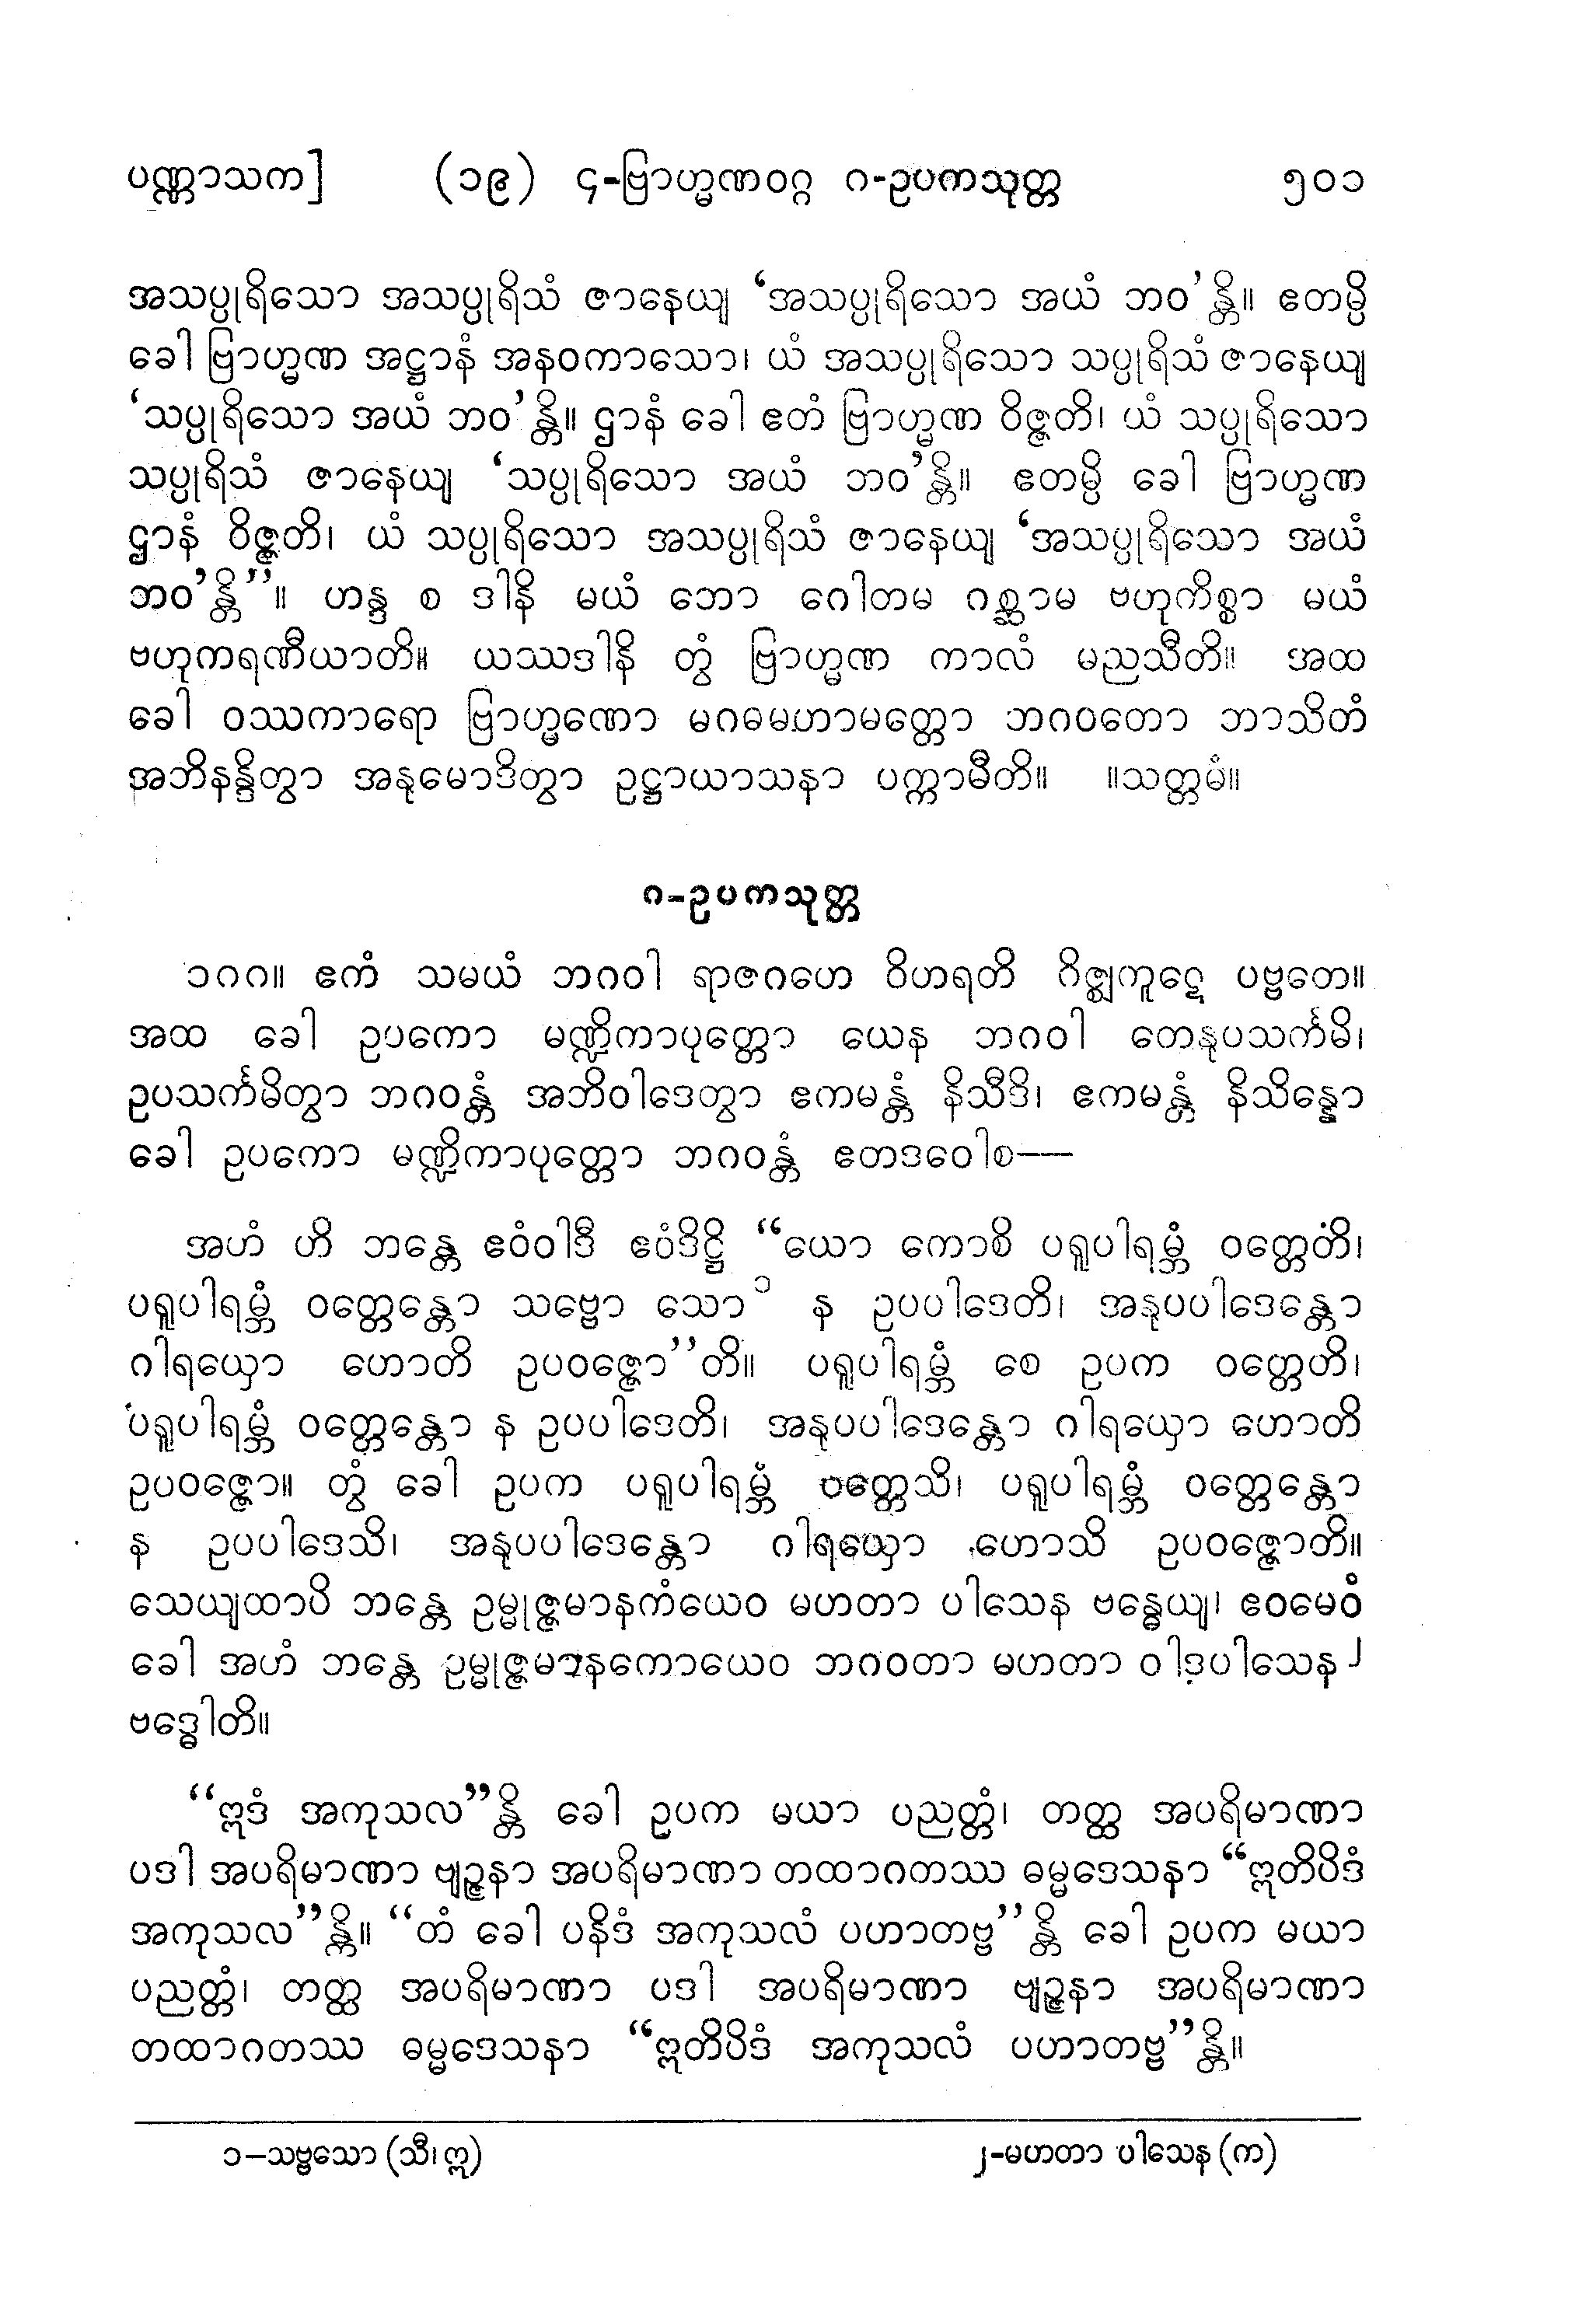 ပဏ္ဏာသက] (၁၉) ၄-ဗြာဟ္မဏဝဂ္ဂ ဂ-ဥပကသုတ္တ ၅၀၁
အသပ္ပုရိသော အသပ္ပုရိသံ ဇာနေယျ ‘အသပ္ပုရိသော အယံ ဘဝ’န္တိ။ ဧတမ္ပိ
ခေါ ဗြာဟ္မဏ အဋ္ဌာနံ အနဝကာသော၊ ယံ အသပ္ပုရိသော သပ္ပုရိသံ ဇာနေယျ
‘သပ္ပုရိသော အယံ ဘဝ’န္တိ။ ဌာနံ ခေါ ဧတံ ဗြာဟ္မဏ ဝိဇ္ဇတိ၊ ယံ သပ္ပုရိသော
သပ္ပုရိသံ ဇာနေယျ ‘သပ္ပုရိသော အယံ ဘဝ’န္တိ။ ဧတမ္ပိ ခေါ ဗြာဟ္မဏ
ဌာနံ ဝိဇ္ဇတိ၊ ယံ သပ္ပုရိသော အသပ္ပုရိသံ ဇာနေယျ ‘အသပ္ပုရိသော အယံ
ဘဝ’န္တိ”။ ဟန္ဒ စ ဒါနိ မယံ ဘော ဂေါတမ ဂစ္ဆာမ ဗဟုကိစ္စာ မယံ
ဗဟုကရဏီယာတိ။ ယဿဒါနိ တွံ ဗြာဟ္မဏ ကာလံ မညသီတိ။ အထ
ခေါ ဝဿကာရော ဗြာဟ္မဏော မဂဓမဟာမတ္တော ဘဂဝတော ဘာသိတံ
အဘိနန္ဒိတွာ အနုမောဒိတွာ ဥဋ္ဌာယာသနာ ပက္ကာမီတိ။ ။သတ္တမံ။
ဂ-ဥပကသုတ္တ
၁ဂဂ။ ဧကံ သမယံ ဘဂဝါ ရာဇဂဟေ ဝိဟရတိ ဂိဇ္ဈကူဋေ ပဗ္ဗတေ။
အထ ခေါ ဥပကော မဏ္ဍိကာပုတ္တော ယေန ဘဂဝါ တေနုပသင်္ကမိ၊
ဥပသင်္ကမိတွာ ဘဂဝန္တံ အဘိဝါဒေတွာ ဧကမန္တံ နိသီဒိ၊ ဧကမန္တံ နိသိန္နော
ခေါ ဥပကော မဏ္ဍိကာပုတ္တော ဘဂဝန္တံ ဧတဒဝေါစ—
အဟံ ဟိ ဘန္တေ ဧဝံဝါဒီ ဧဝံဒိဋ္ဌိ “ယော ကောစိ ပရူပါရမ္ဘံ ဝတ္တေတိ၊
ပရူပါရမ္ဘံ ဝတ္တေန္တော သဗ္ဗော သော ၁ န ဥပပါဒေတိ၊ အနုပပါဒေန္တော
ဂါရယှော ဟောတိ ဥပဝဇ္ဇော”တိ။ ပရူပါရမ္ဘံ စေ ဥပက ဝတ္တေတိ၊
ပရူပါရမ္ဘံ ဝတ္တေန္တော န ဥပပါဒေတိ၊ အနုပပါဒေန္တော ဂါရယှော ဟောတိ
ဥပဝဇ္ဇော။ တွံ ခေါ ဥပက ပရူပါရမ္ဘံ ဝတ္တေသိ၊ ပရူပါရမ္ဘံ ဝတ္တေန္တော
န ဥပပါဒေသိ၊ အနုပပါဒေန္တော ဂါရယှော ဟောသိ ဥပဝဇ္ဇောတိ။
သေယျထာပိ ဘန္တေ ဥမ္မုဇ္ဇမာနကံယေဝ မဟတာ ပါသေန ဗန္ဓေယျ၊ ဧဝမေဝံ
ခေါ အဟံ ဘန္တေ ဥမ္မုဇ္ဇမာနကောယေဝ ဘဂဝတာ မဟတာ ဝါဒပါသေန ၂
ဗဒ္ဓေါတိ။
“ဣဒံ အကုသလ”န္တိ ခေါ ဥပက မယာ ပညတ္တံ၊ တတ္ထ အပရိမာဏာ
ပဒါ အပရိမာဏာ ဗျဉ္ဇနာ အပရိမာဏာ တထာဂတဿ ဓမ္မဒေသနာ “ဣတိပိဒံ
အကုသလ”န္တိ။ “တံ ခေါ ပနိဒံ အကုသလံ ပဟာတဗ္ဗ”န္တိ ခေါ ဥပက မယာ
ပညတ္တံ၊ တတ္ထ အပရိမာဏာ ပဒါ အပရိမာဏာ ဗျဉ္ဇနာ အပရိမာဏာ
တထာဂတဿ ဓမ္မဒေသနာ “ဣတိပိဒံ အကုသလံ ပဟာတဗ္ဗ”န္တိ။
၁-သဗ္ဗသော (သီ၊ ဣ) ၂-မဟတာ ပါသေန (က)